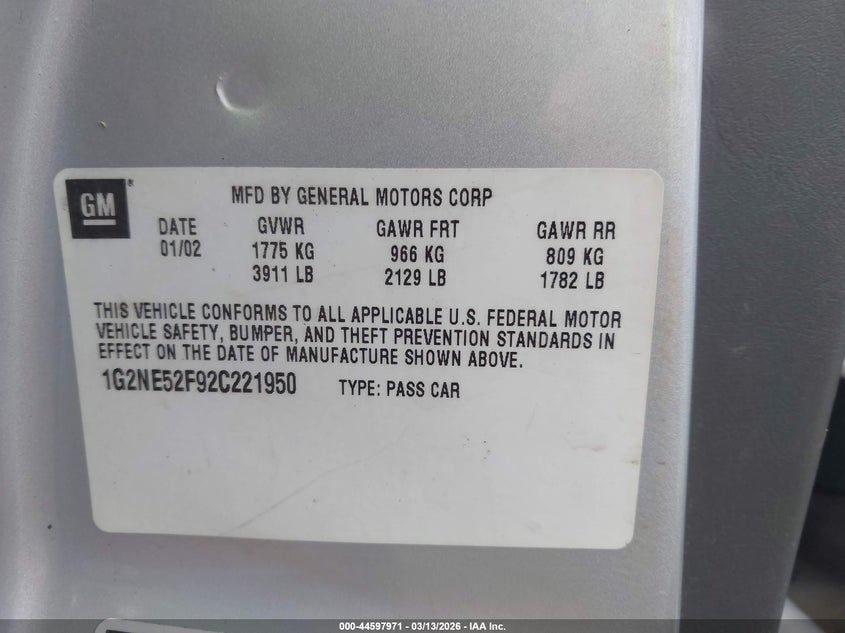 GM
MFD BY GENERAL MOTORS CORP
DATE GVWR GAWR FRT GAWR RR
01/02 1775 KG 966 KG 809 KG
3911 LB 2129 LB 1782 LB
THIS VEHICLE CONFORMS TO ALL APPLICABLE U.S. FEDERAL MOTOR
VEHICLE SAFETY, BUMPER, AND THEFT PREVENTION STANDARDS IN
EFFECT ON THE DATE OF MANUFACTURE SHOWN ABOVE.
1G2NE52F92C221950 TYPE: PASS CAR
000-44597971 - 03/13/2026 - IAA Inc.